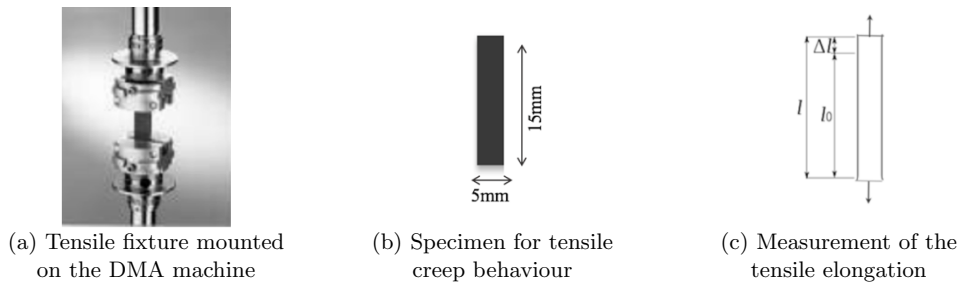 15mm
5mm
Δl
l
l₀
(a) Tensile fixture mounted
on the DMA machine
(b) Specimen for tensile
creep behaviour
(c) Measurement of the
tensile elongation